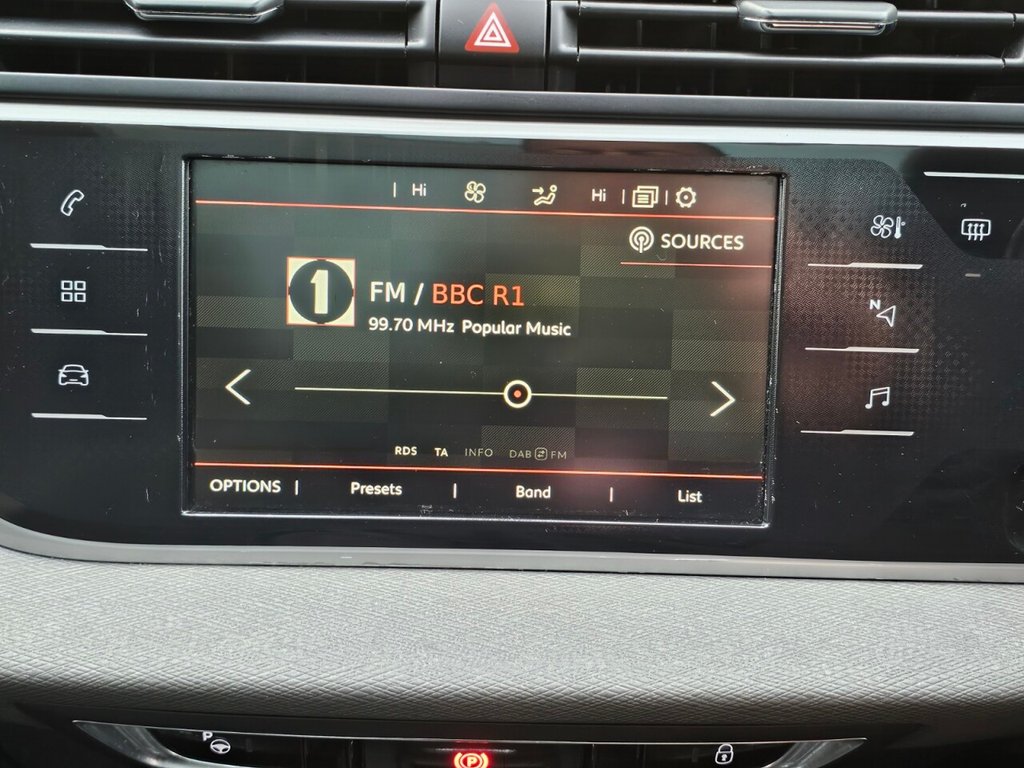 Hi Hi
SOURCES
1
FM / BBC R1
99.70 MHz Popular Music
N
RDS TA INFO DAB FM
OPTIONS | Presets | Band | List
P
P